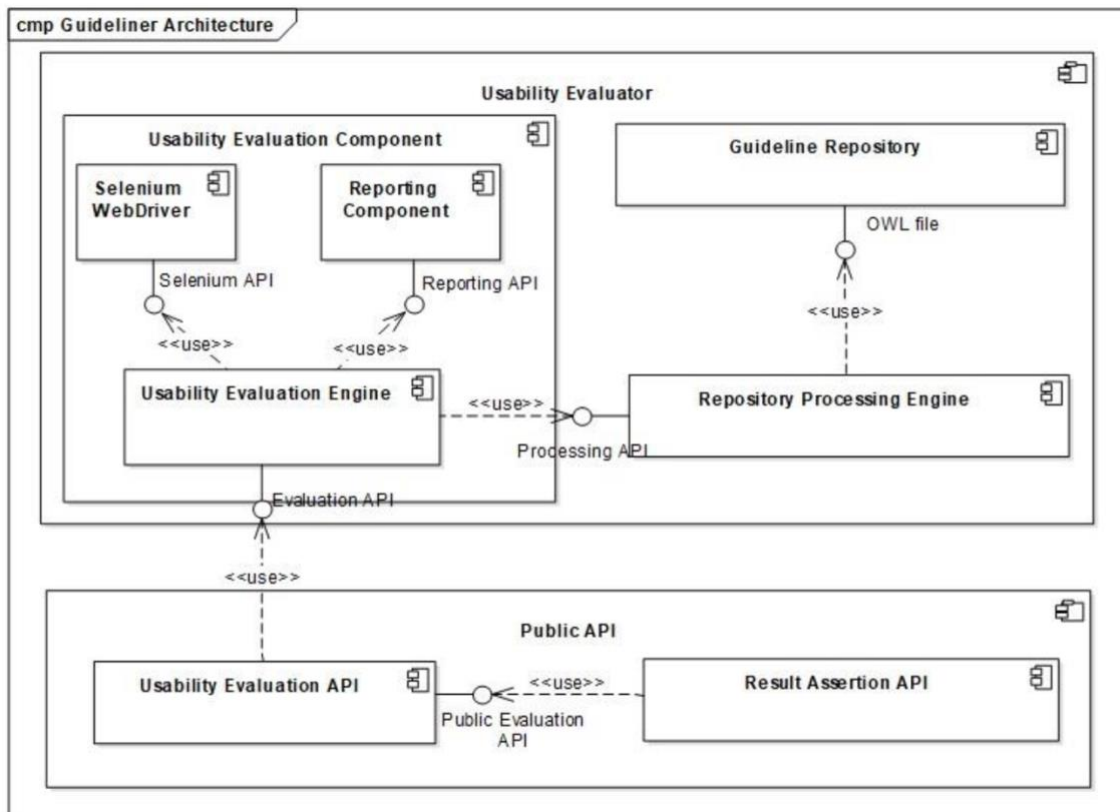 cmp Guideliner Architecture
Usability Evaluator
Usability Evaluation Component
Guideline Repository
Selenium
WebDriver
Reporting
Component
OWL file
Selenium API
Reporting API
<<use>>
<<use>>
<<use>>
Usability Evaluation Engine
<<use>>
Repository Processing Engine
Processing API
Evaluation API
<<use>>
Public API
Usability Evaluation API
<<use>>
Result Assertion API
Public Evaluation
API